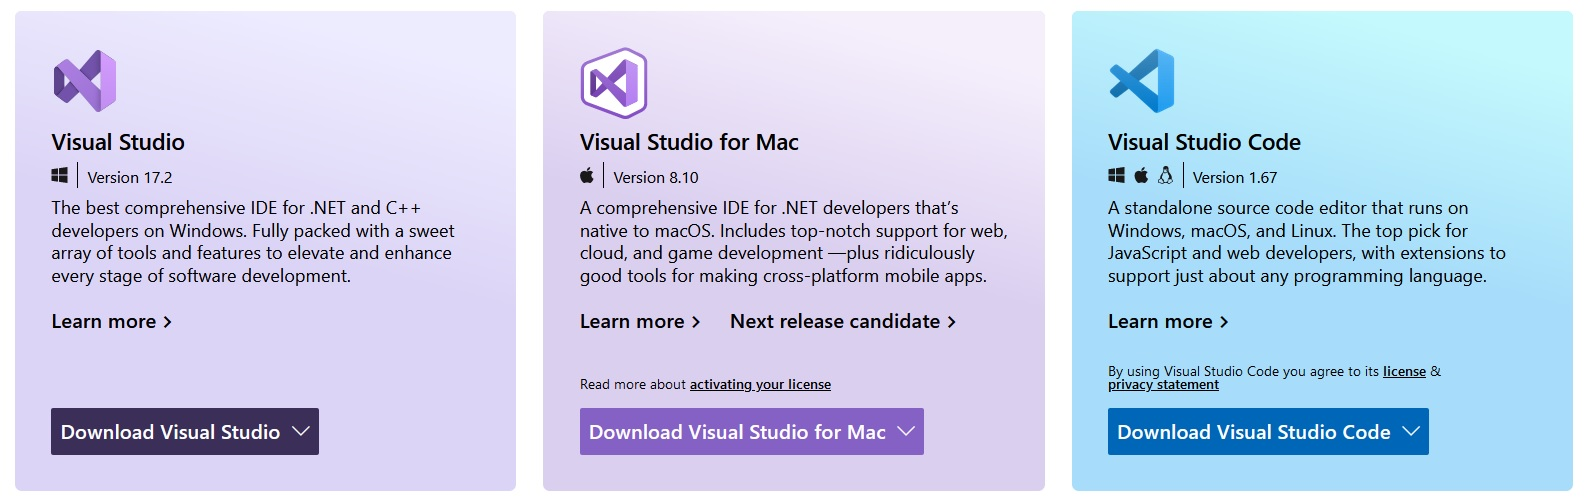 Visual Studio
Version 17.2
The best comprehensive IDE for .NET and C++
developers on Windows. Fully packed with a sweet
array of tools and features to elevate and enhance
every stage of software development.
Learn more
Download Visual Studio
Visual Studio for Mac
Version 8.10
A comprehensive IDE for .NET developers that’s
native to macOS. Includes top-notch support for web,
cloud, and game development —plus ridiculously
good tools for making cross-platform mobile apps.
Learn more
Next release candidate
Read more about activating your license
Download Visual Studio for Mac
Visual Studio Code
Version 1.67
A standalone source code editor that runs on
Windows, macOS, and Linux. The top pick for
JavaScript and web developers, with extensions to
support just about any programming language.
Learn more
By using Visual Studio Code you agree to its license &
privacy statement
Download Visual Studio Code